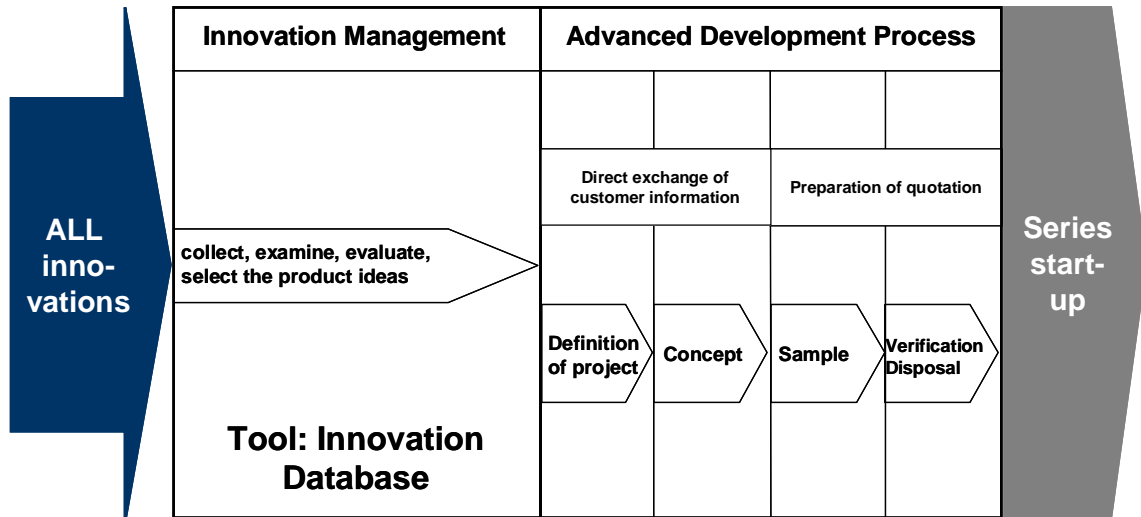 Innovation Management
Advanced Development Process
ALL
inno-
vations
collect, examine, evaluate,
select the product ideas
Tool: Innovation
Database
Direct exchange of
customer information
Preparation of quotation
Definition
of project
Concept
Sample
Verification
Disposal
Series
start-
up